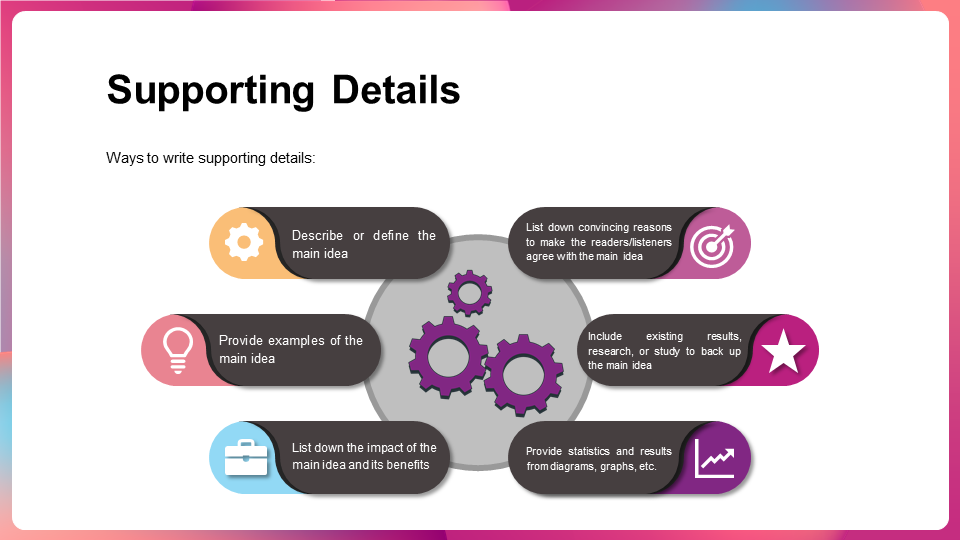 Supporting Details
Ways to write supporting details:
Describe or define the
main idea
Provide examples of the
main idea
List down the impact of the
main idea and its benefits
List down convincing reasons
to make the readers/listeners
agree with the main idea
Include existing results,
research, or study to back up
the main idea
Provide statistics and results
from diagrams, graphs, etc.